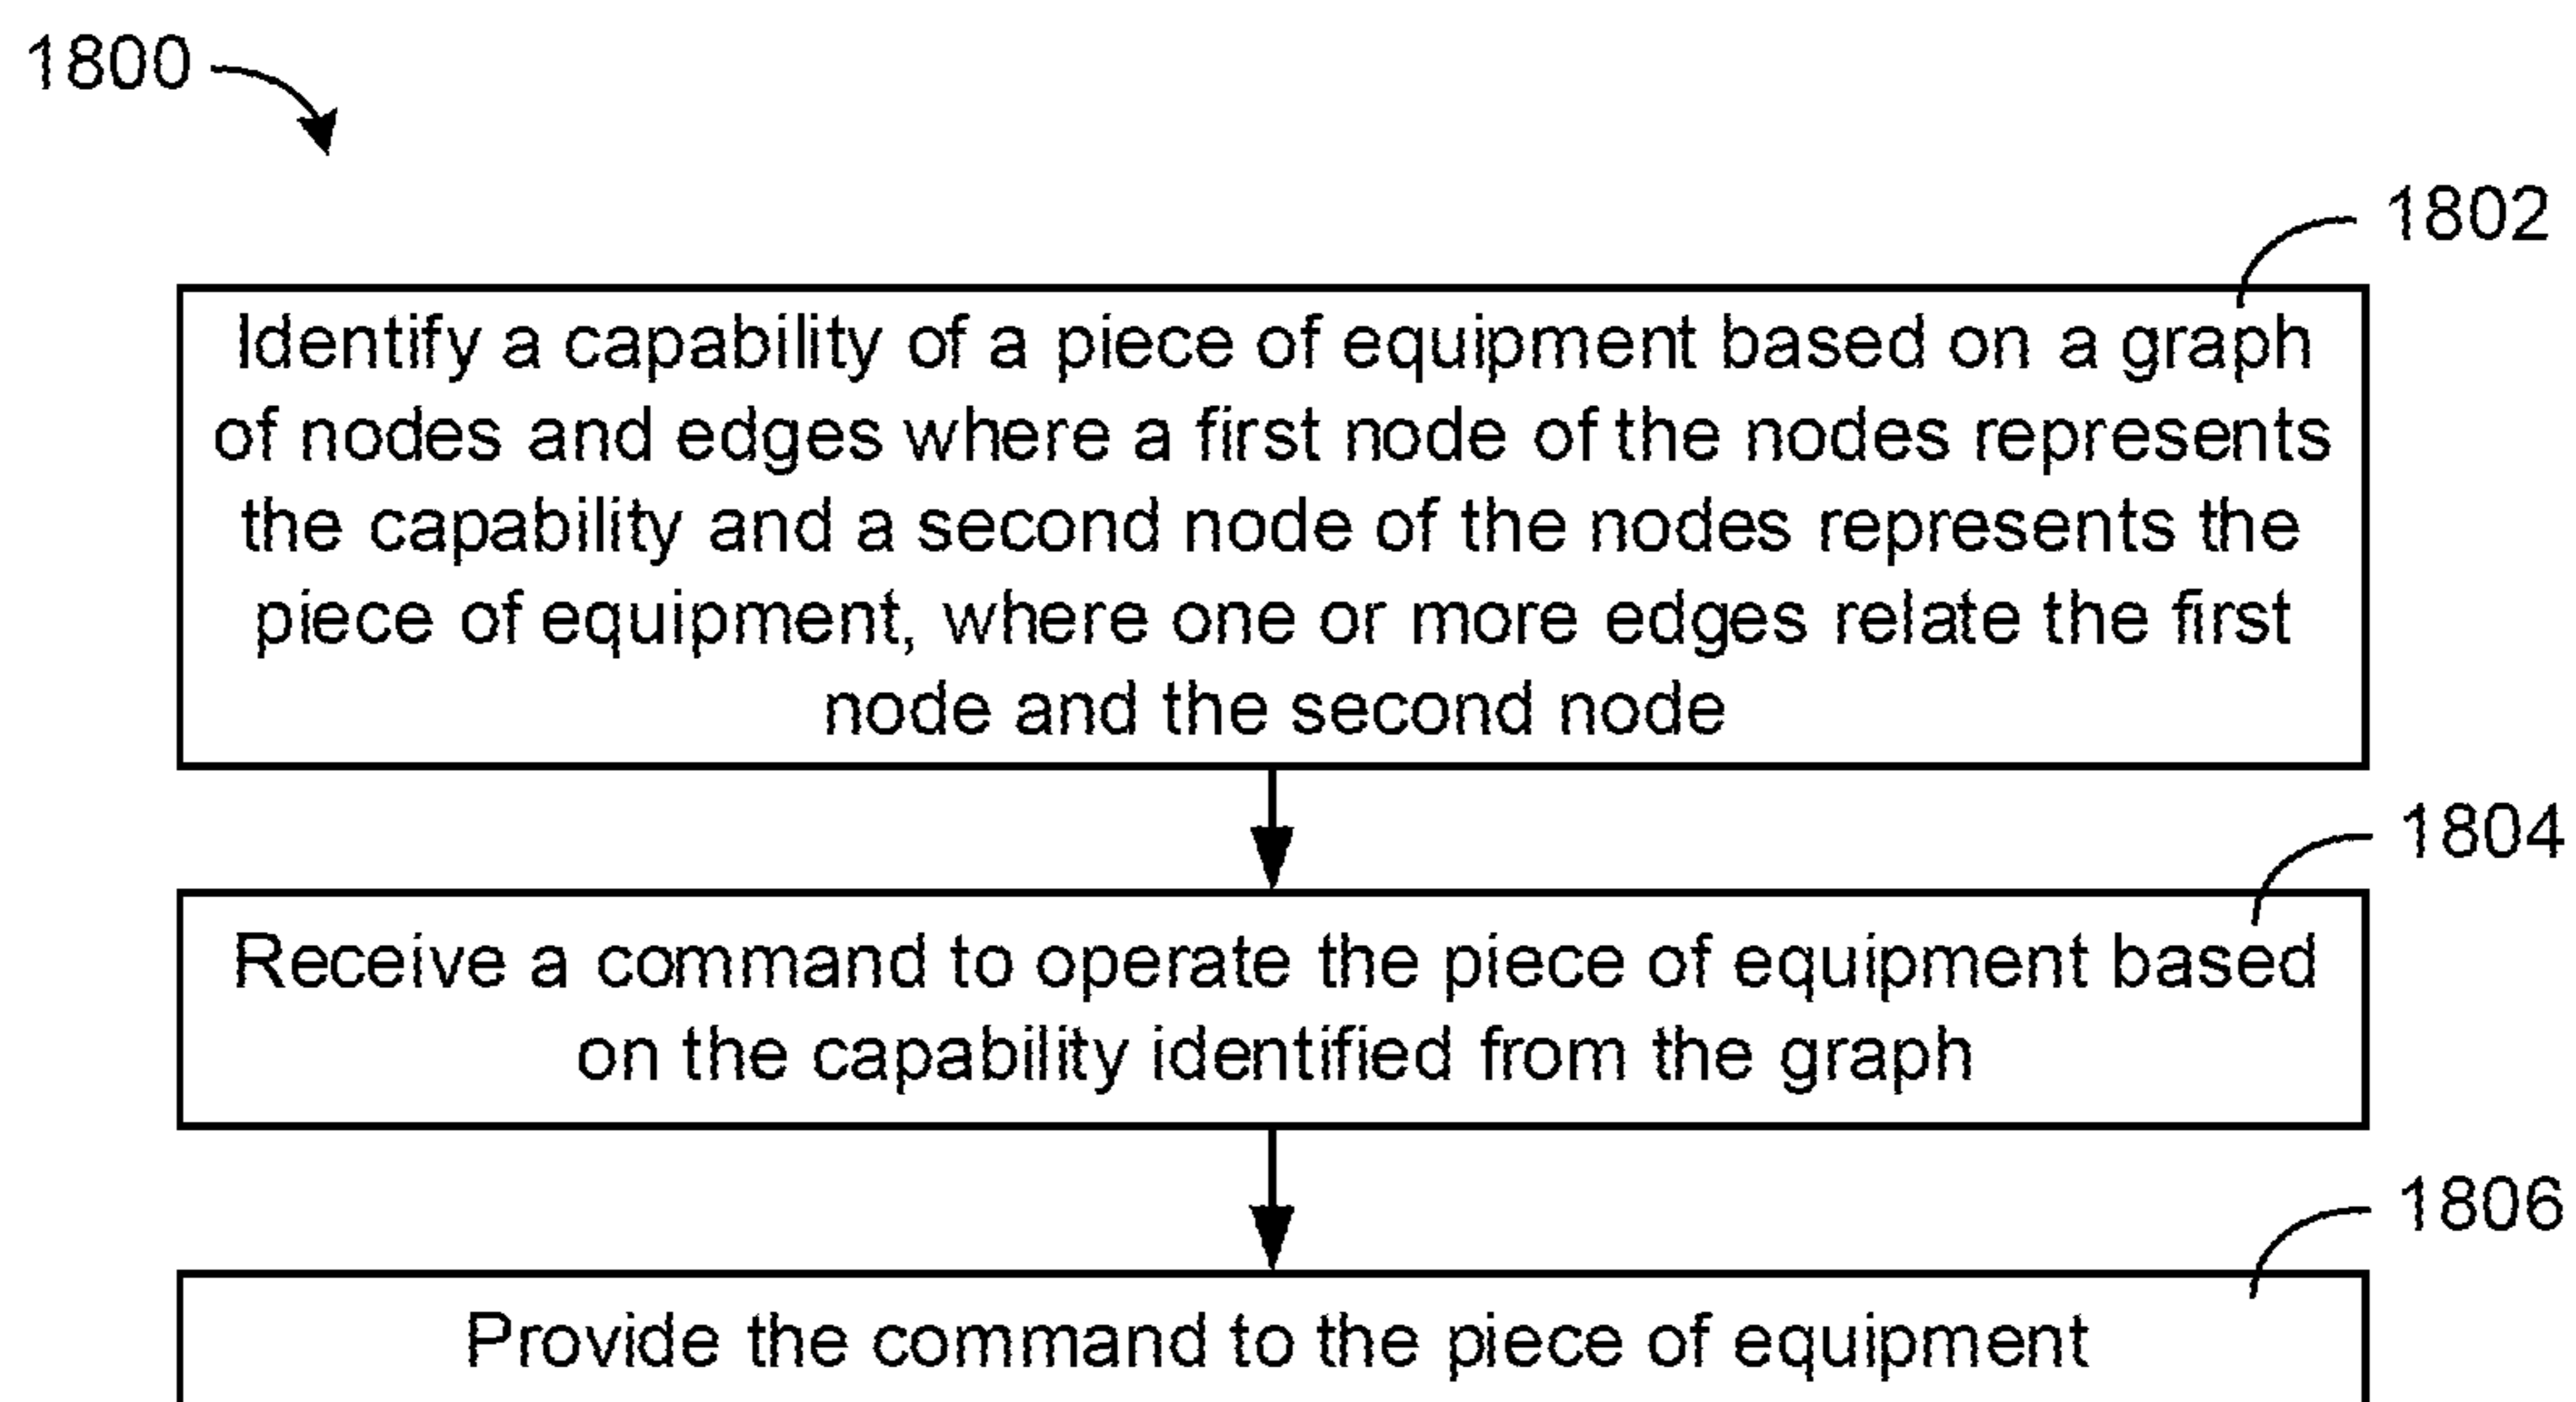 1800
1802
Identify a capability of a piece of equipment based on a graph
of nodes and edges where a first node of the nodes represents
the capability and a second node of the nodes represents the
piece of equipment, where one or more edges relate the first
node and the second node
1804
Receive a command to operate the piece of equipment based
on the capability identified from the graph
1806
Provide the command to the piece of equipment